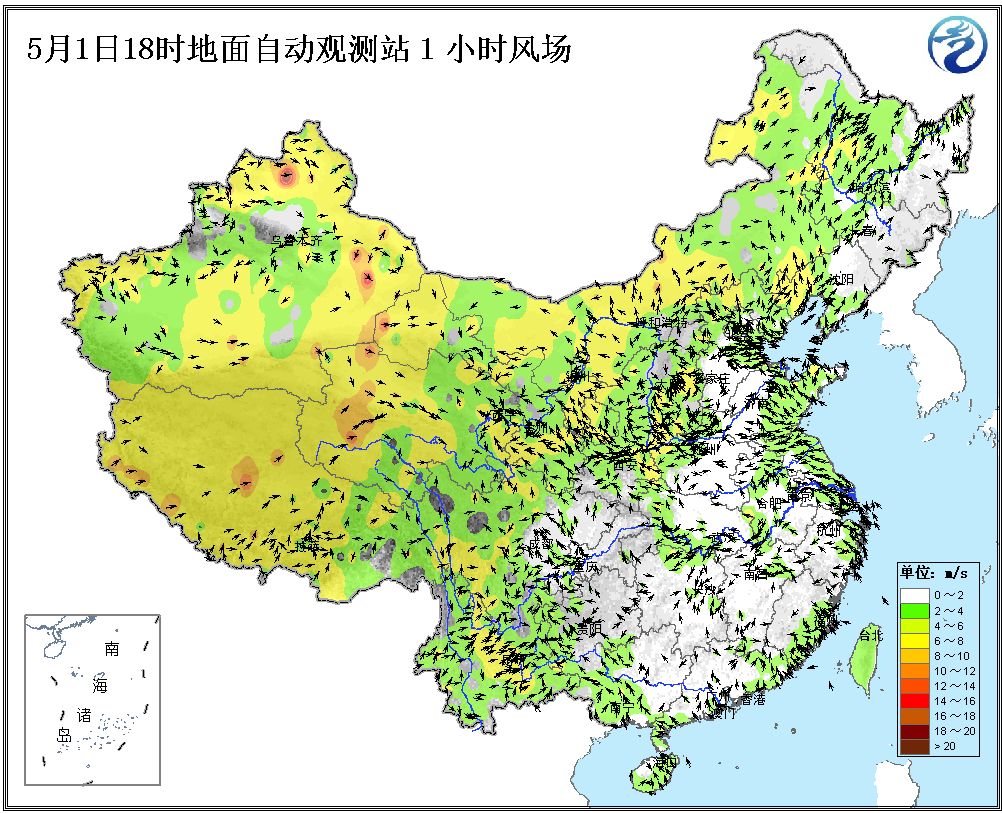 5月1日18时地面自动观测站1小时风场
乌鲁木齐
哈尔滨
长春
沈阳
呼和浩特
石家庄
济南
兰州
合肥
南京
杭州
成都
重庆
南昌
贵阳
台北
南宁
香港
澳门
海口
单位: m/s
0～2
2～4
4～6
6～8
8～10
10～12
12～14
14～16
16～18
18～20
＞20
南
海
诸
岛